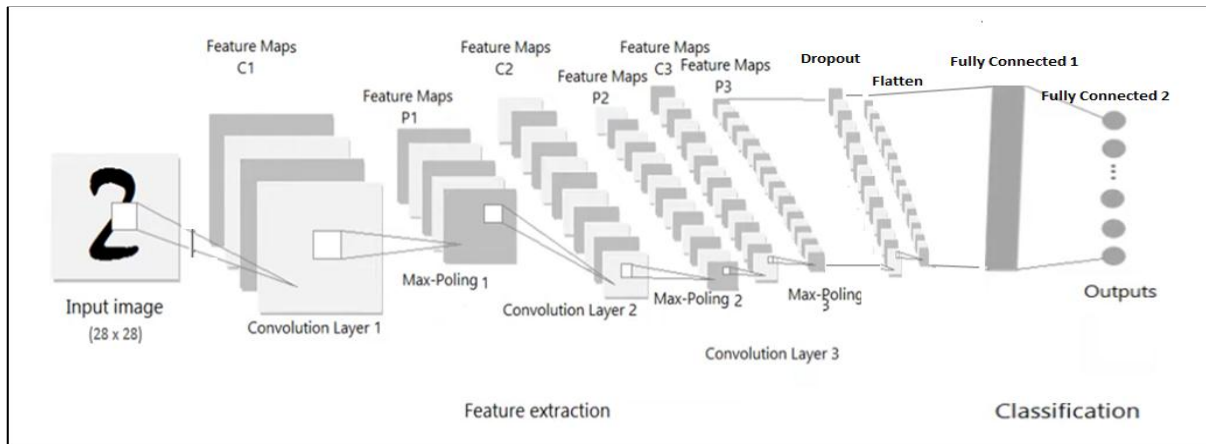 Feature Maps
C1
Feature Maps
P1
Feature Maps
C2
Feature Maps
P2
Feature Maps
C3
Feature Maps
P3
Dropout
Flatten
Fully Connected 1
Fully Connected 2
2
Input image
(28 x 28)
Convolution Layer 1
Max-Poling 1
Convolution Layer 2
Max-Poling 2
Max-Poling
3
Convolution Layer 3
Outputs
Feature extraction
Classification